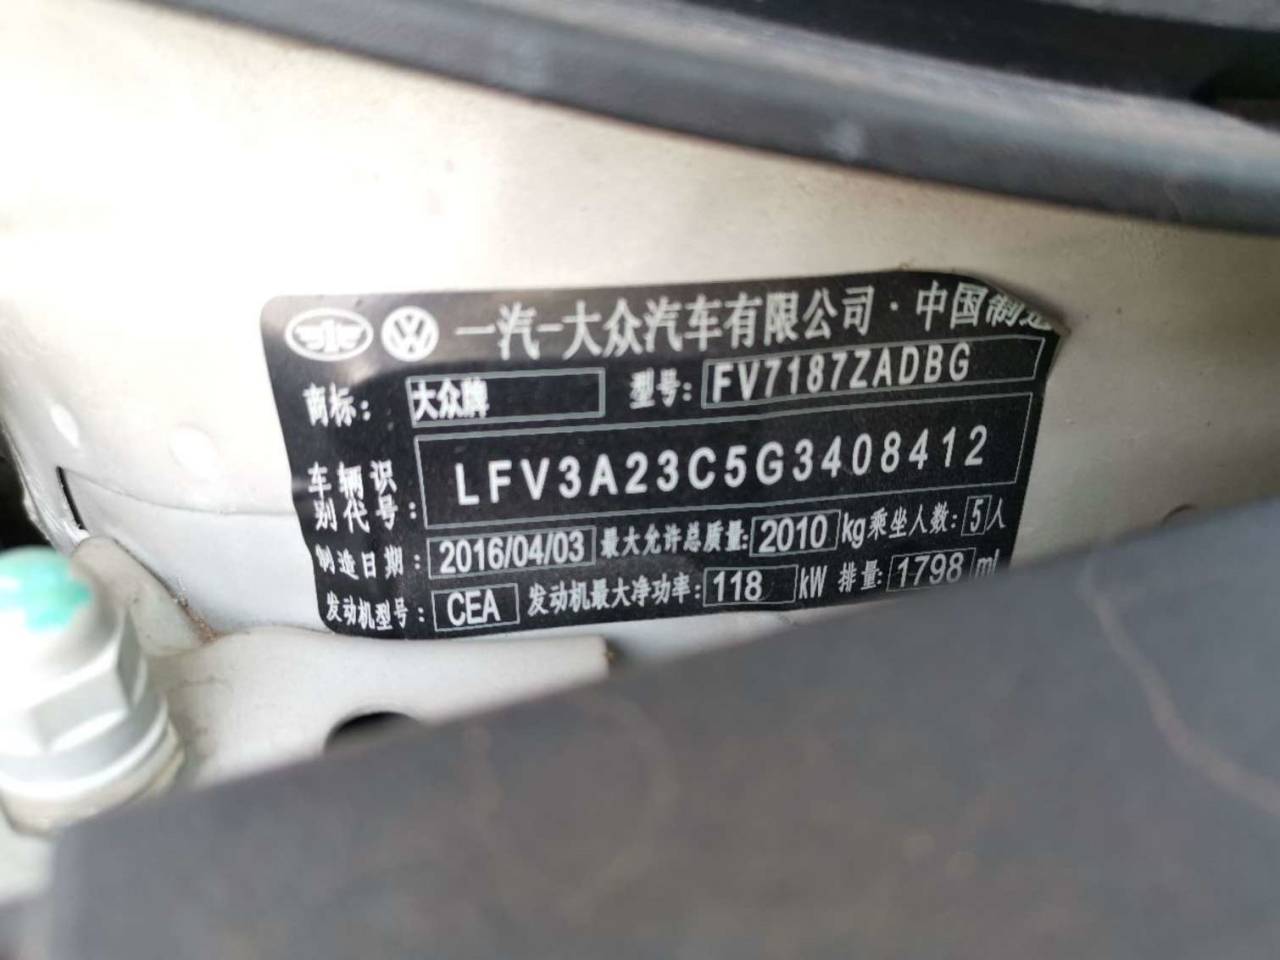 一汽-大众汽车有限公司·中国制造
商标: 大众牌 型号: FV7187ZADBG
车辆识别代号: LFV3A23C5G3408412
制造日期: 2016/04/03 最大允许总质量: 2010 kg 乘坐人数: 5 人
发动机型号: CEA 发动机最大净功率: 118 kW 排量: 1798 ml